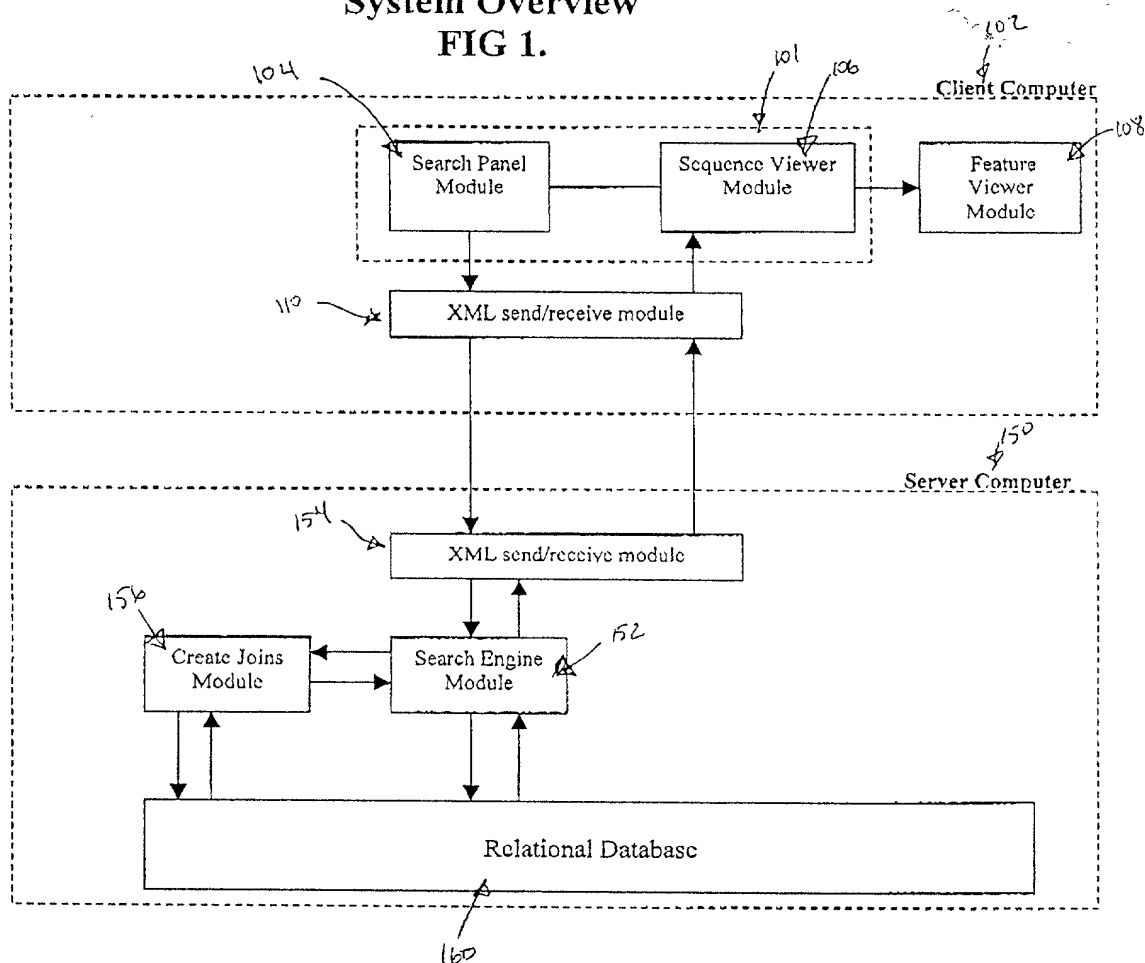 System Overview
FIG 1.
102
104
101
106
Client Computer
108
Search Panel
Module
Sequence Viewer
Module
Feature
Viewer
Module
110
XML send/receive module
150
Server Computer
154
XML send/receive module
156
152
Create Joins
Module
Search Engine
Module
Relational Database
160